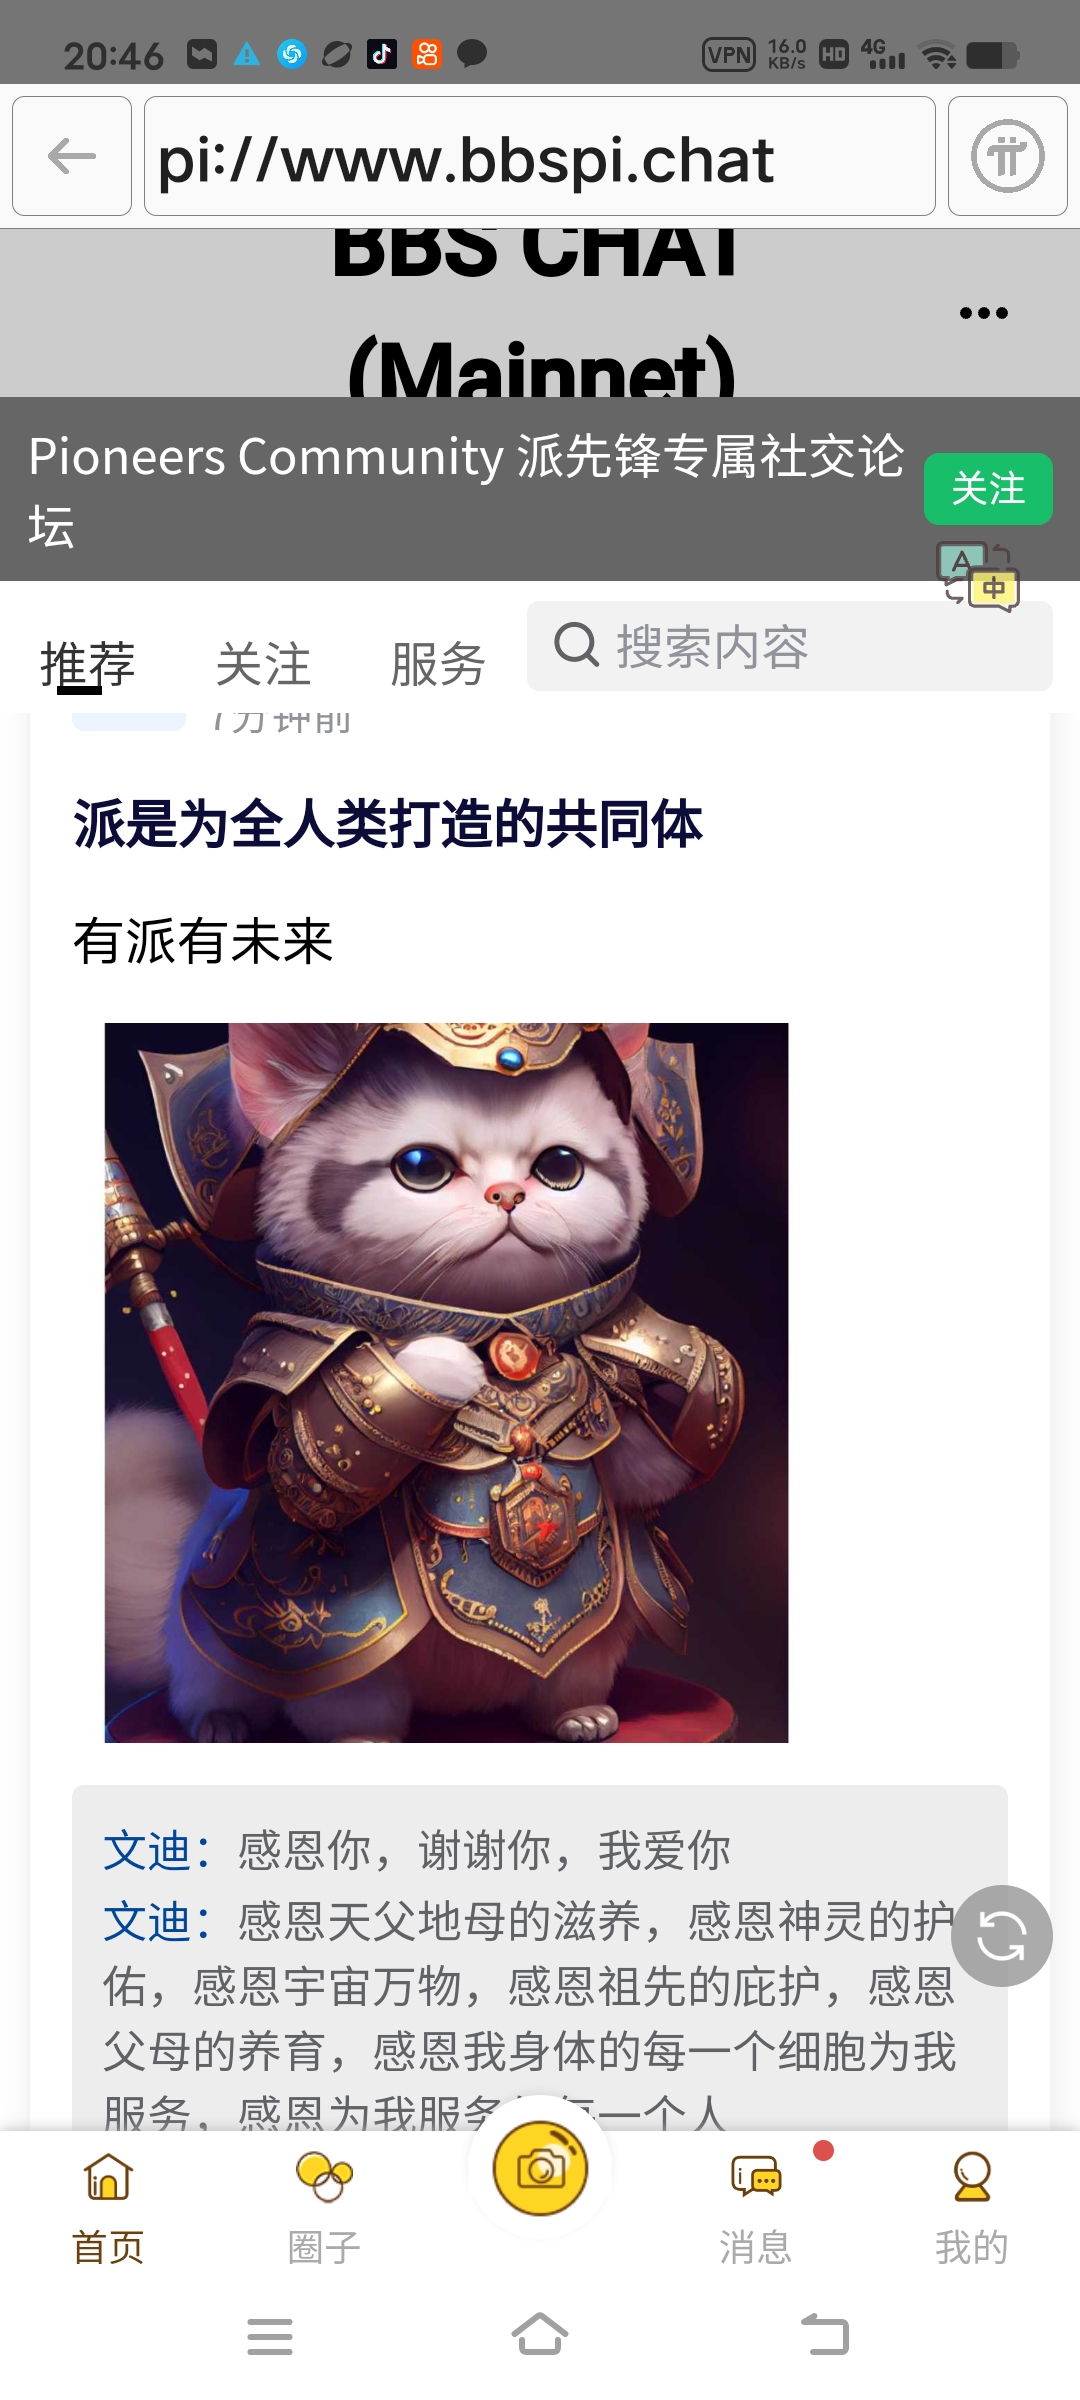 20:46
VPN
16.0
KB/s
HD
4G
pi://www.bbspi.chat
BBS CHAT
(Mainnet)
Pioneers Community 派先锋专属社交论
坛
关注
A
中
推荐
关注
服务
搜索内容
7分钟前
派是为全人类打造的共同体
有派有未来
文迪：感恩你，谢谢你，我爱你
文迪：感恩天父地母的滋养，感恩神灵的护
佑，感恩宇宙万物，感恩祖先的庇护，感恩
父母的养育，感恩我身体的每一个细胞为我
服务，感恩为我服务的每一个人
首页
圈子
消息
我的